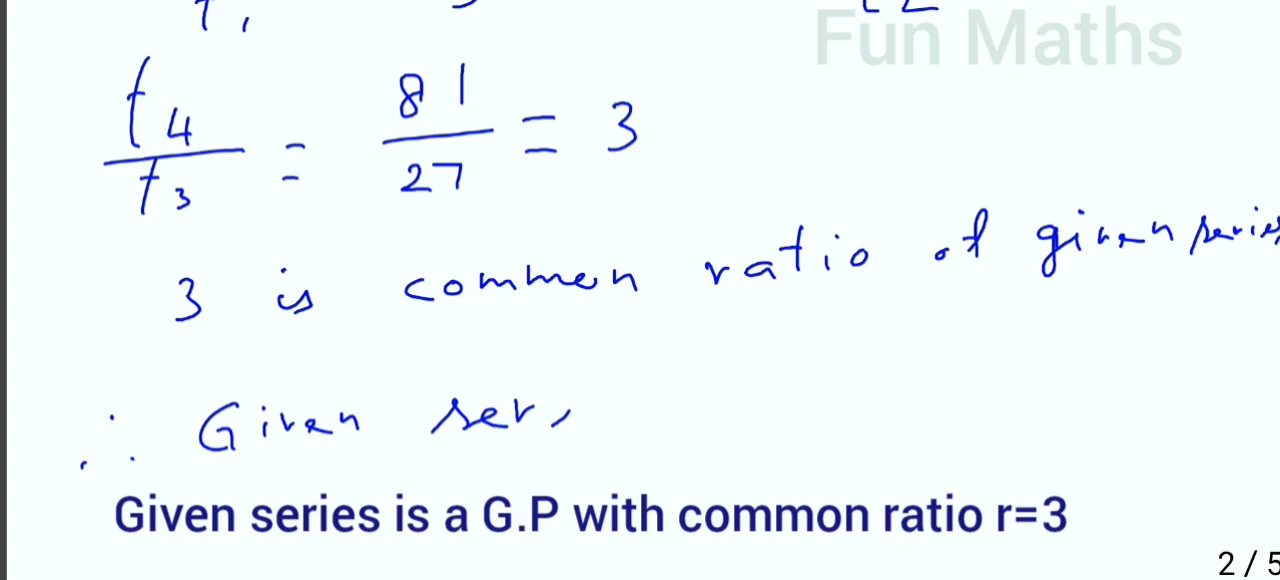 Fun Maths
t4/t3 = 81/27 = 3
3 is common ratio of given series
∴ Given ser
Given series is a G.P with common ratio r=3
2 / 5